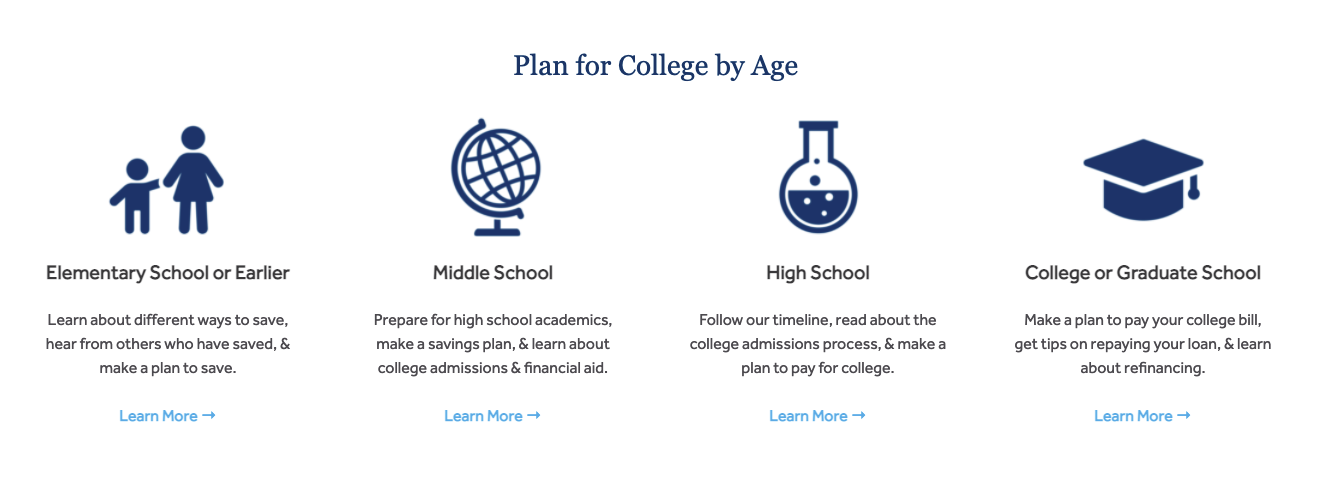 Plan for College by Age
Elementary School or Earlier
Learn about different ways to save,
hear from others who have saved, &
make a plan to save.
Learn More →
Middle School
Prepare for high school academics,
make a savings plan, & learn about
college admissions & financial aid.
Learn More →
High School
Follow our timeline, read about the
college admissions process, & make a
plan to pay for college.
Learn More →
College or Graduate School
Make a plan to pay your college bill,
get tips on repaying your loan, & learn
about refinancing.
Learn More →